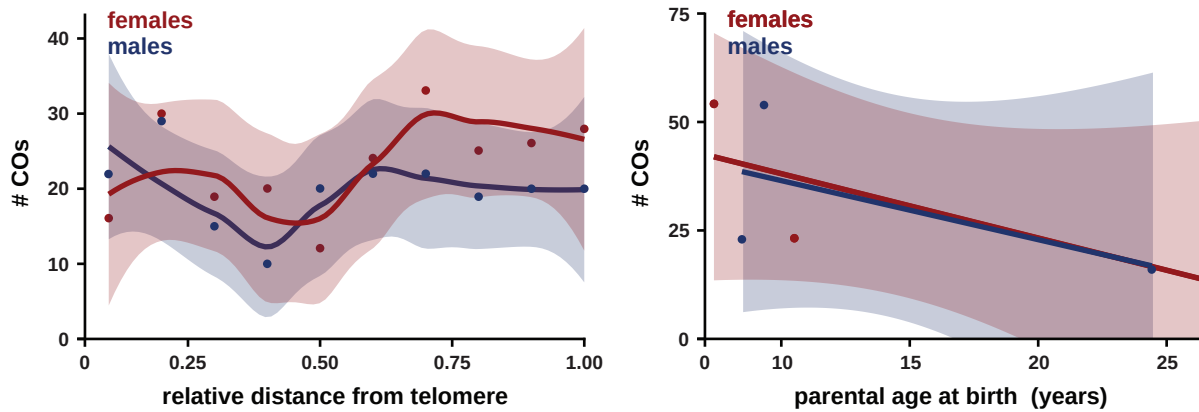 females
males
# COs
40
30
20
10
0
0
0.25
0.50
0.75
1.00
relative distance from telomere
females
males
# COs
75
50
25
0
0
10
15
20
25
parental age at birth (years)